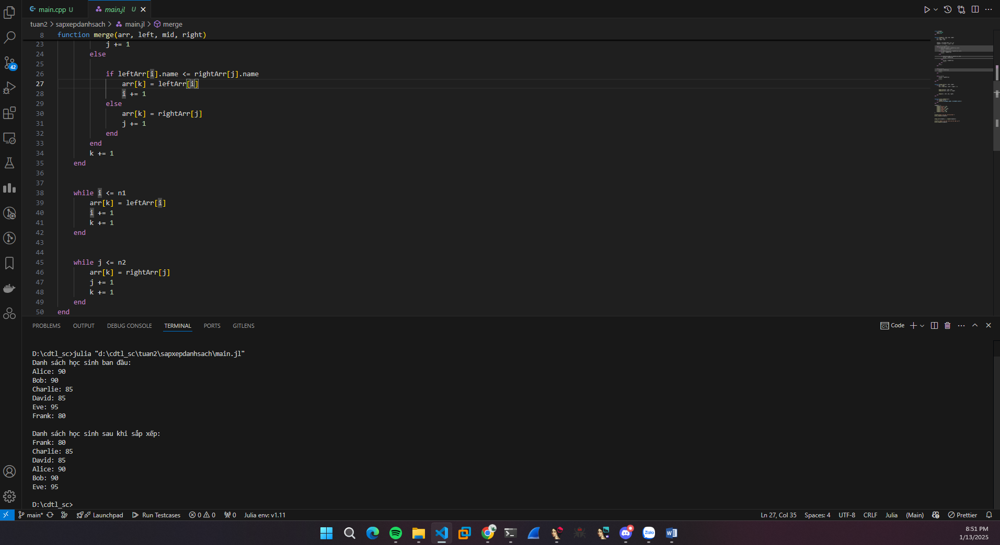 main.cpp U
main.jl U
tuan2 > sapxepdanhsach > main.jl > merge
8 function merge(arr, left, mid, right)
23 j += 1
24 else
25
26 if leftArr[i].name <= rightArr[j].name
27 arr[k] = leftArr[i]
28 i += 1
29 else
30 arr[k] = rightArr[j]
31 j += 1
32 end
33 end
34 k += 1
35 end
36
37
38 while i <= n1
39 arr[k] = leftArr[i]
40 i += 1
41 k += 1
42 end
43
44
45 while j <= n2
46 arr[k] = rightArr[j]
47 j += 1
48 k += 1
49 end
50 end
42
PROBLEMS OUTPUT DEBUG CONSOLE TERMINAL PORTS GITLENS
Code
D:\cdtl_sc>julia "d:\cdtl_sc\tuan2\sapxepdanhsach\main.jl"
Danh sách học sinh ban đầu:
Alice: 90
Bob: 90
Charlie: 85
David: 85
Eve: 95
Frank: 80
Danh sách học sinh sau khi sắp xếp:
Frank: 80
Charlie: 85
David: 85
Alice: 90
Bob: 90
Eve: 95
D:\cdtl_sc>
main* Launchpad Run Testcases 0 0 0 Julia env: v1.11
Ln 27, Col 35 Spaces: 4 UTF-8 CRLF Julia (Main) Prettier
Zalo
8:51 PM
1/13/2025